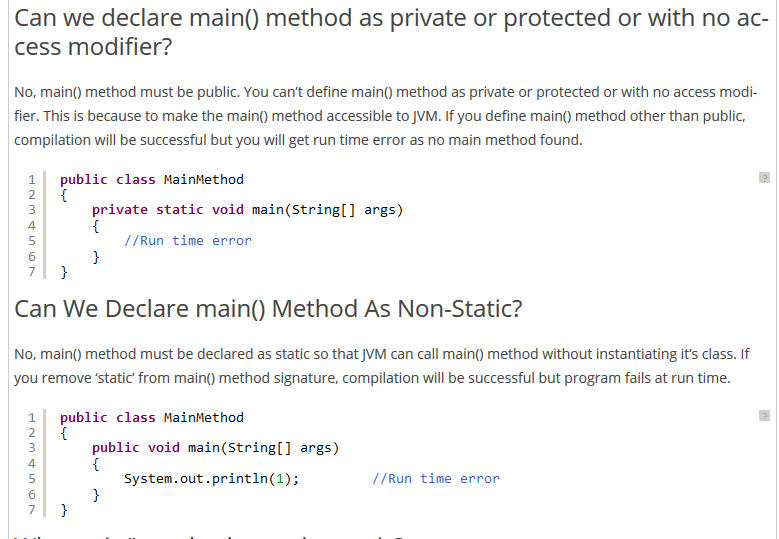 Can we declare main() method as private or protected or with no ac-
cess modifier?
No, main() method must be public. You can’t define main() method as private or protected or with no access modi-
fier. This is because to make the main() method accessible to JVM. If you define main() method other than public,
compilation will be successful but you will get run time error as no main method found.
?
1 public class MainMethod
2 {
3 private static void main(String[] args)
4 {
5 //Run time error
6 }
7 }
Can We Declare main() Method As Non-Static?
No, main() method must be declared as static so that JVM can call main() method without instantiating it’s class. If
you remove ‘static’ from main() method signature, compilation will be successful but program fails at run time.
?
1 public class MainMethod
2 {
3 public void main(String[] args)
4 {
5 System.out.println(1); //Run time error
6 }
7 }